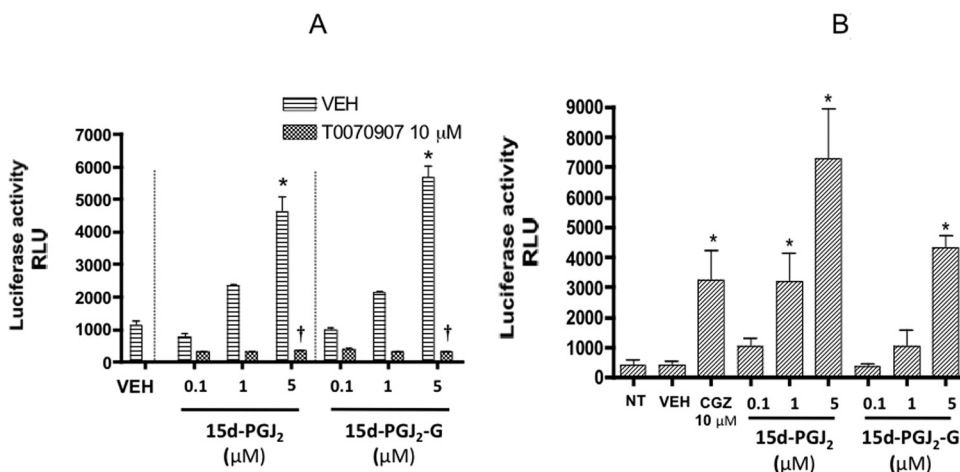 A
VEH
T0070907 10 μM
Luciferase activity
RLU
7000
6000
5000
4000
3000
2000
1000
0
*
*
†
†
VEH
0.1
1
5
0.1
1
5
15d-PGJ₂
(μM)
15d-PGJ₂-G
(μM)
B
Luciferase activity
RLU
9000
8000
7000
6000
5000
4000
3000
2000
1000
0
*
*
*
*
NT
VEH
CGZ
10 μM
0.1
1
5
0.1
1
5
15d-PGJ₂
(μM)
15d-PGJ₂-G
(μM)